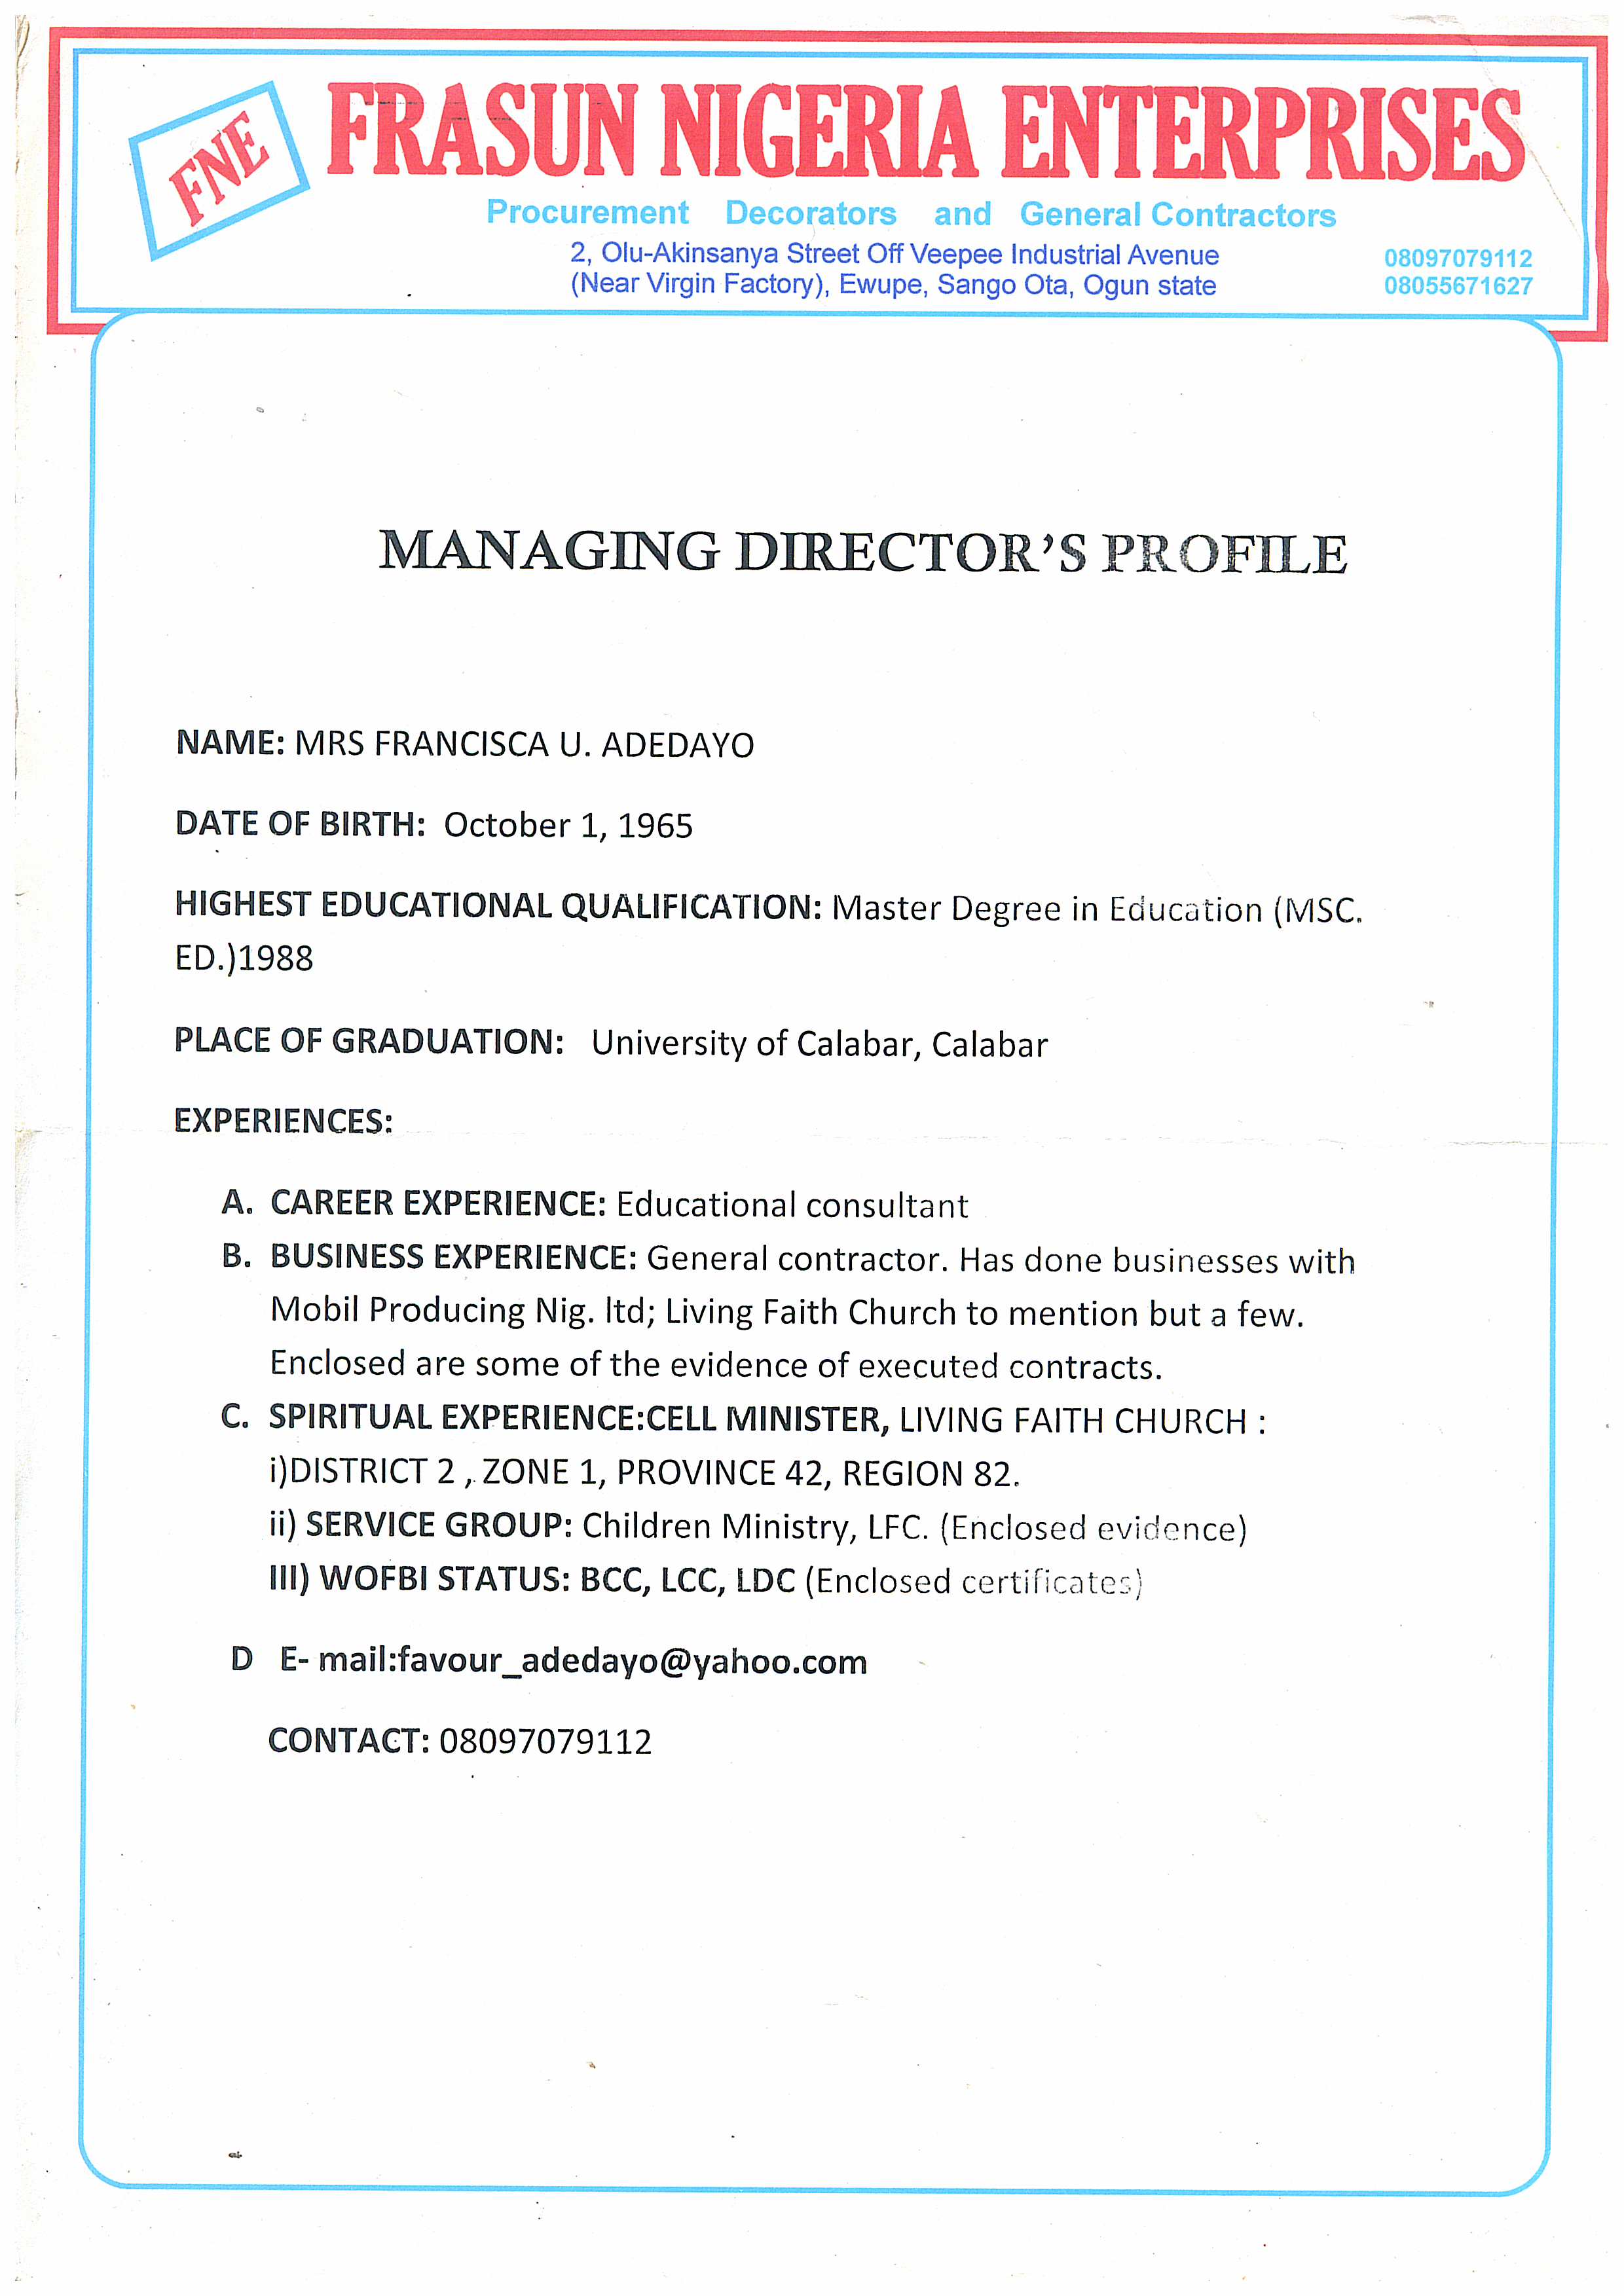 FNE
FRASUN NIGERIA ENTERPRISES
Procurement Decorators and General Contractors
2, Olu-Akinsanya Street Off Veepee Industrial Avenue
(Near Virgin Factory), Ewupe, Sango Ota, Ogun state
08097079112
08055671627
MANAGING DIRECTOR'S PROFILE
NAME: MRS FRANCISCA U. ADEDAYO
DATE OF BIRTH: October 1, 1965
HIGHEST EDUCATIONAL QUALIFICATION: Master Degree in Education (MSC.
ED.)1988
PLACE OF GRADUATION: University of Calabar, Calabar
EXPERIENCES:
A. CAREER EXPERIENCE: Educational consultant
B. BUSINESS EXPERIENCE: General contractor. Has done businesses with
Mobil Producing Nig. ltd; Living Faith Church to mention but a few.
Enclosed are some of the evidence of executed contracts.
C. SPIRITUAL EXPERIENCE:CELL MINISTER, LIVING FAITH CHURCH :
i)DISTRICT 2 , ZONE 1, PROVINCE 42, REGION 82.
ii) SERVICE GROUP: Children Ministry, LFC. (Enclosed evidence)
III) WOFBI STATUS: BCC, LCC, LDC (Enclosed certificates)
D E- mail:favour_adedayo@yahoo.com
CONTACT: 08097079112